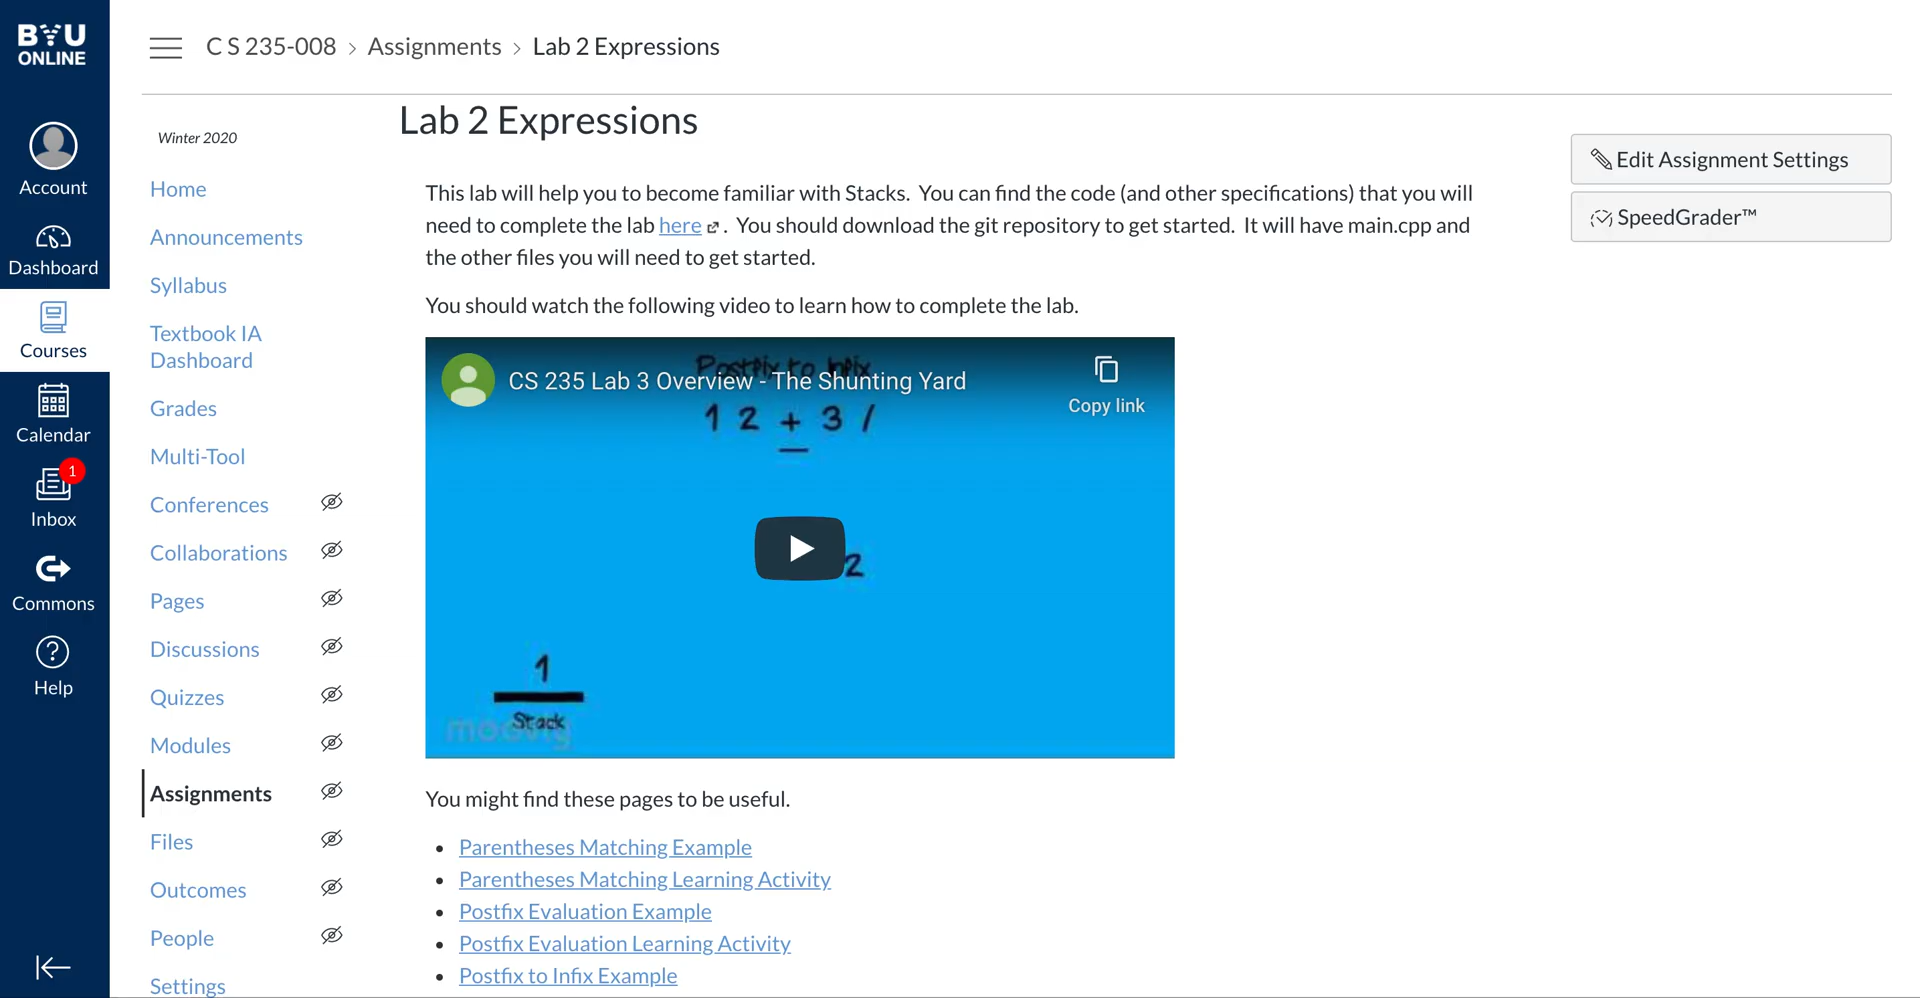 BYU
ONLINE
Account
Dashboard
Courses
Calendar
1
Inbox
Commons
Help
C S 235-008 › Assignments › Lab 2 Expressions
Winter 2020
Home
Announcements
Syllabus
Textbook IA
Dashboard
Grades
Multi-Tool
Conferences
Collaborations
Pages
Discussions
Quizzes
Modules
Assignments
Files
Outcomes
People
Settings
Lab 2 Expressions
This lab will help you to become familiar with Stacks. You can find the code (and other specifications) that you will
need to complete the lab here . You should download the git repository to get started. It will have main.cpp and
the other files you will need to get started.
You should watch the following video to learn how to complete the lab.
Postfix to Infix
CS 235 Lab 3 Overview - The Shunting Yard
Copy link
1 2 + 3 /
2
1
Stack
You might find these pages to be useful.
• Parentheses Matching Example
• Parentheses Matching Learning Activity
• Postfix Evaluation Example
• Postfix Evaluation Learning Activity
• Postfix to Infix Example
Edit Assignment Settings
SpeedGrader™